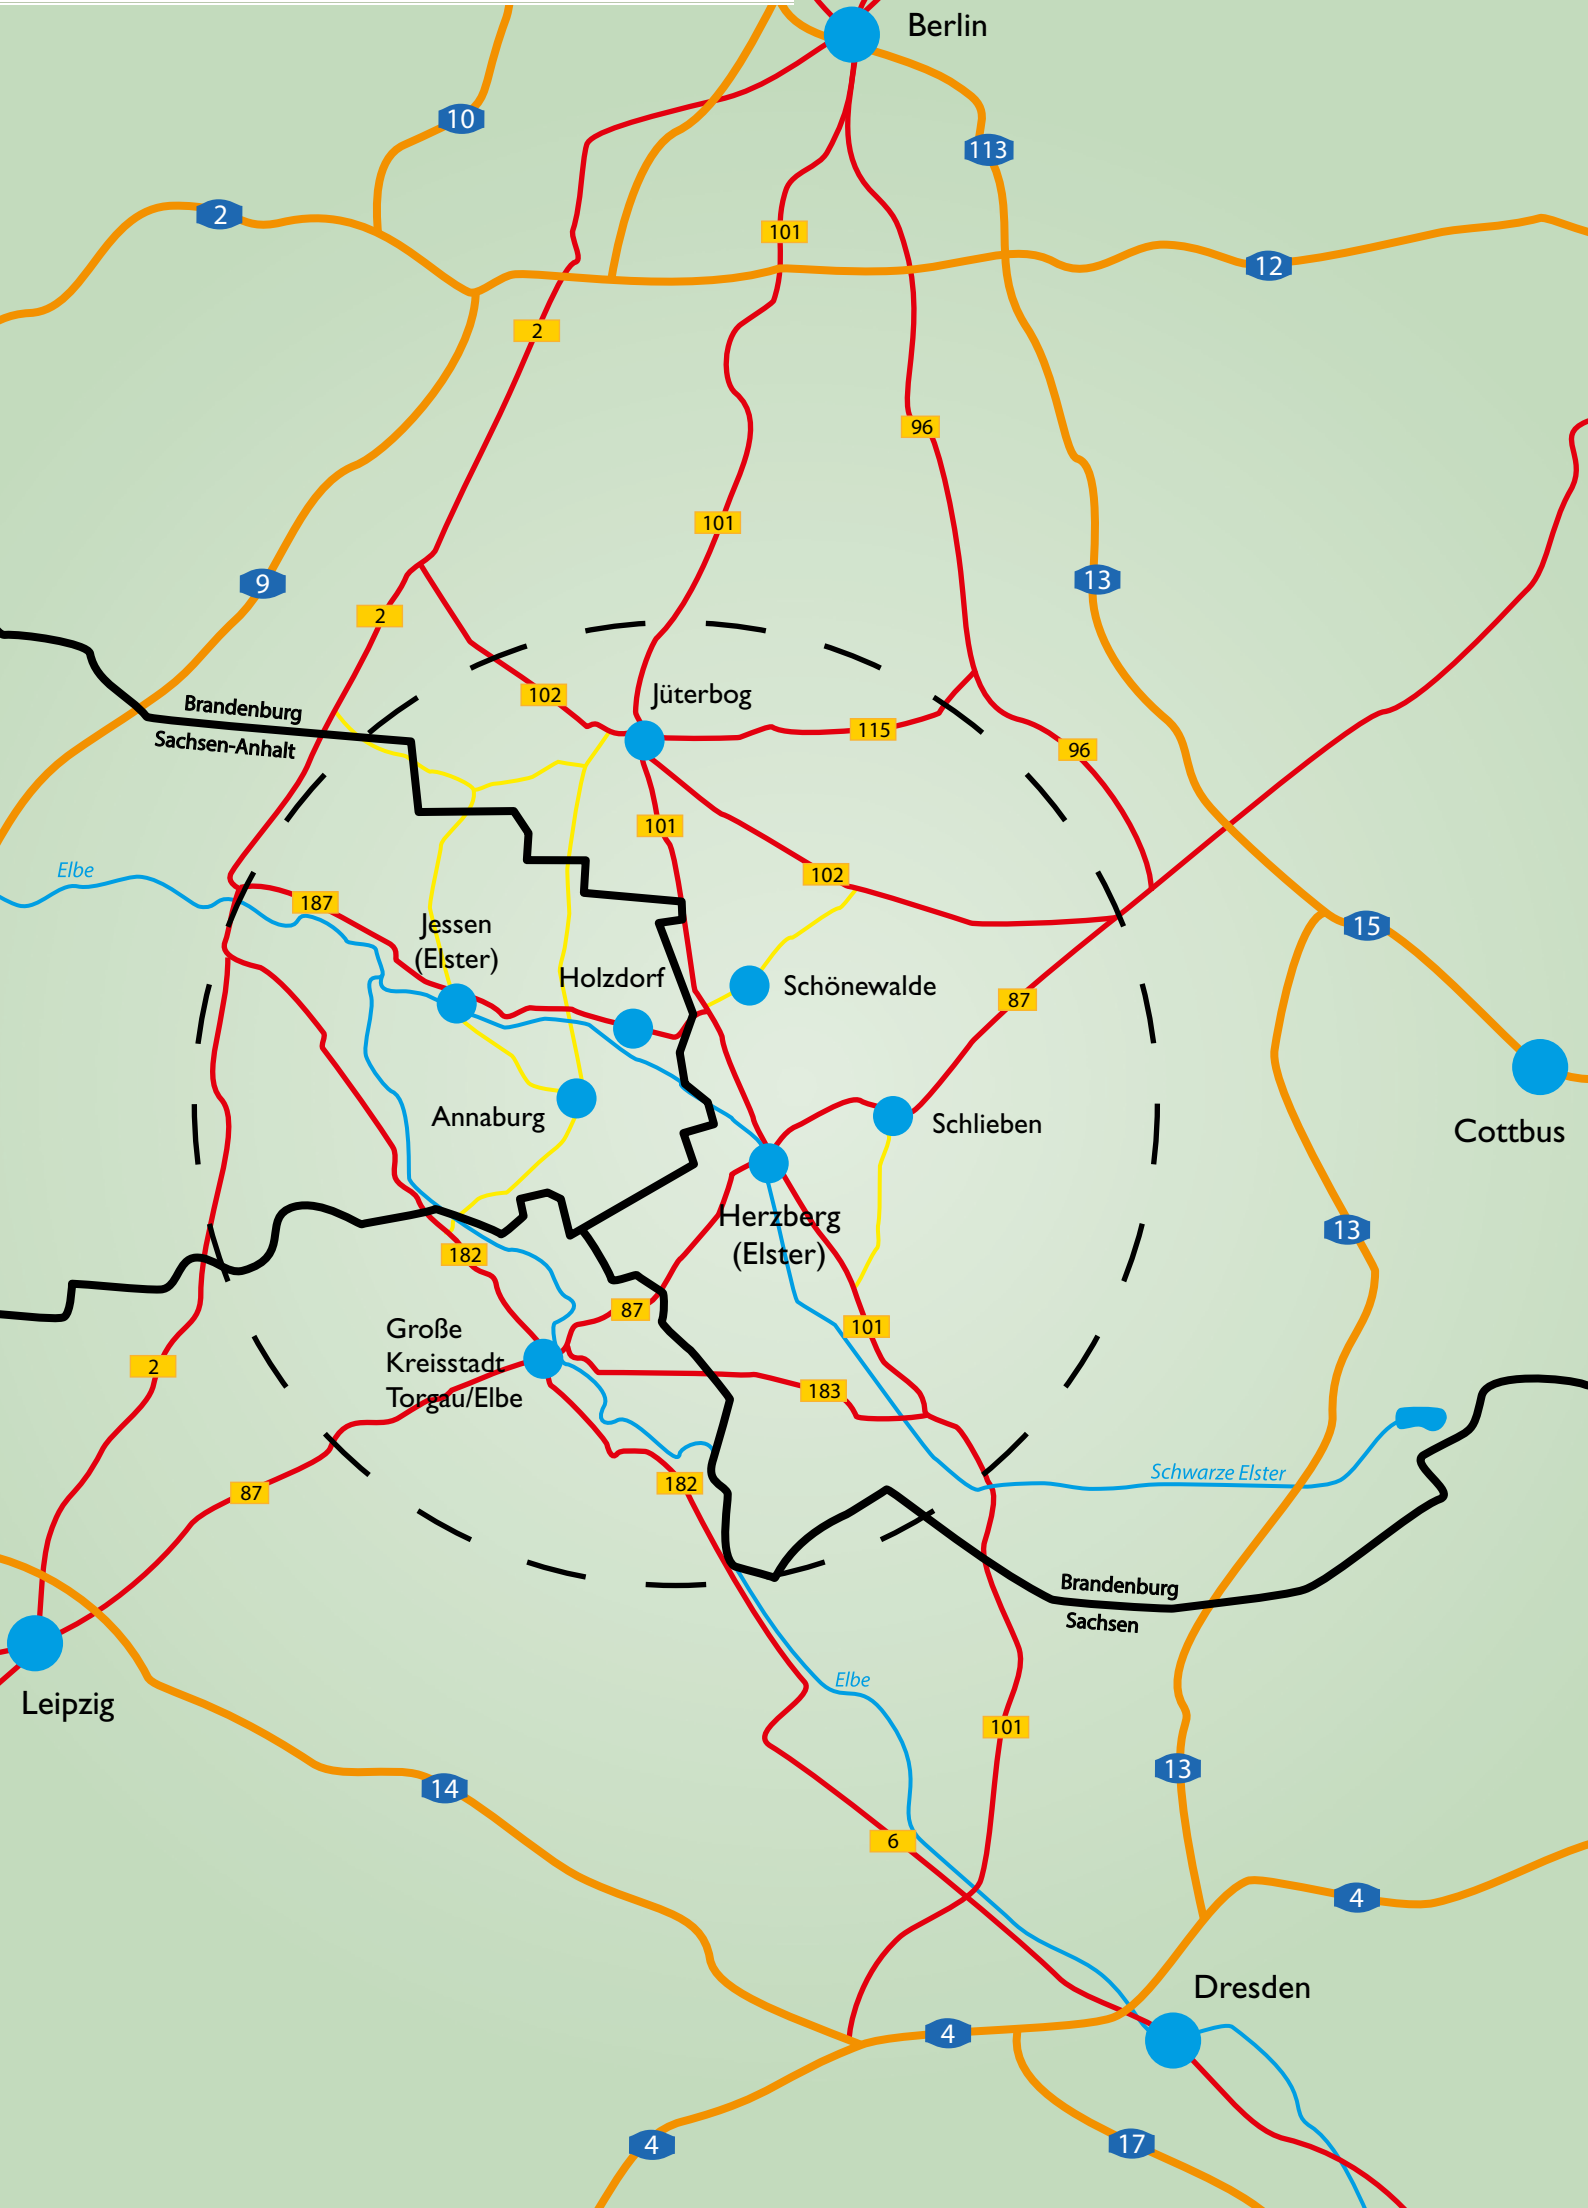 Berlin
10
113
2
101
12
2
96
101
13
9
2
102
Jüterbog
115
96
Brandenburg
Sachsen-Anhalt
101
Elbe
102
187
Jessen
(Elster)
15
Holzdorf
Schönewalde
87
Annaburg
Schlieben
Cottbus
Herzberg
(Elster)
13
182
87
101
Große
Kreisstadt
Torgau/Elbe
2
183
Schwarze Elster
182
87
Brandenburg
Sachsen
Elbe
Leipzig
101
13
14
6
4
Dresden
4
4
17